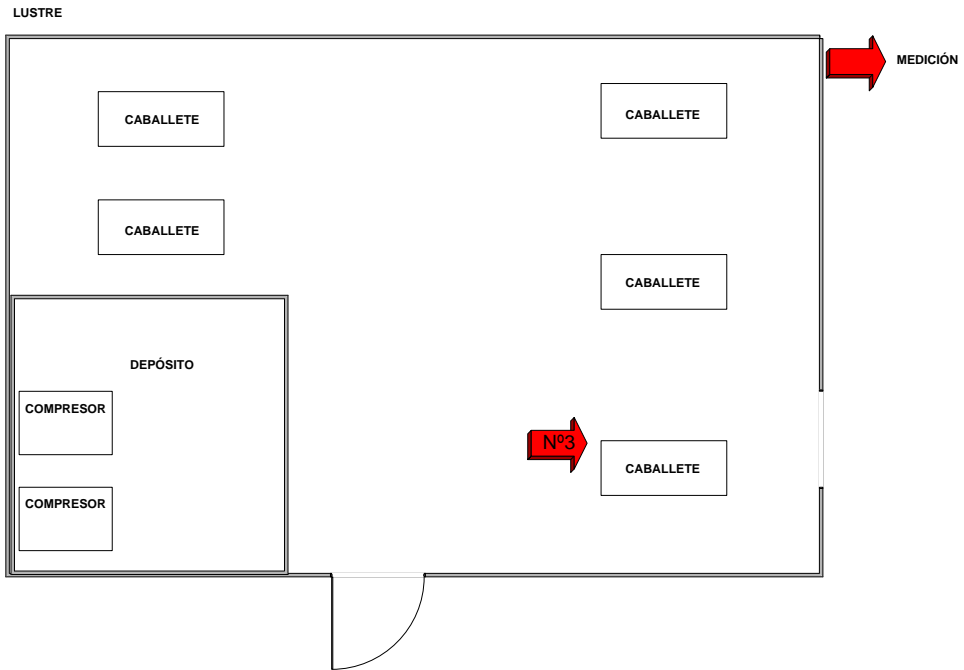 LUSTRE
MEDICIÓN
CABALLETE
CABALLETE
CABALLETE
CABALLETE
DEPÓSITO
COMPRESOR
Nº3
CABALLETE
COMPRESOR